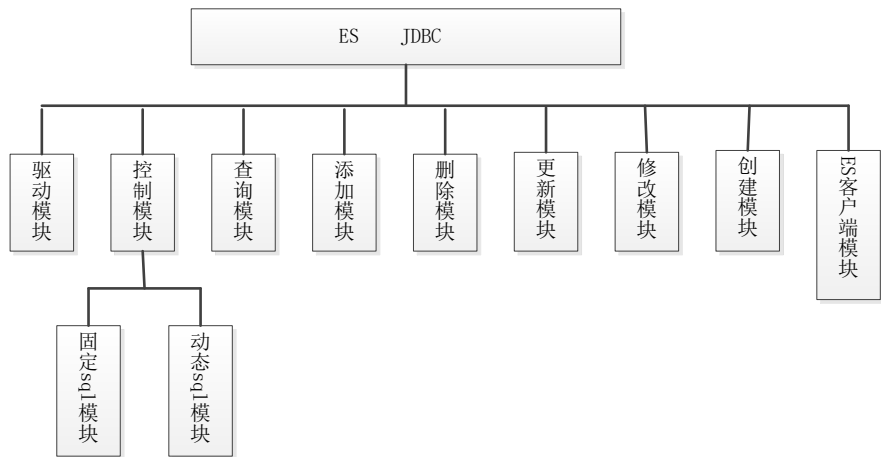 ES JDBC
驱动模块
控制模块
查询模块
添加模块
删除模块
更新模块
修改模块
创建模块
ES客户端模块
固定sql模块
动态sql模块